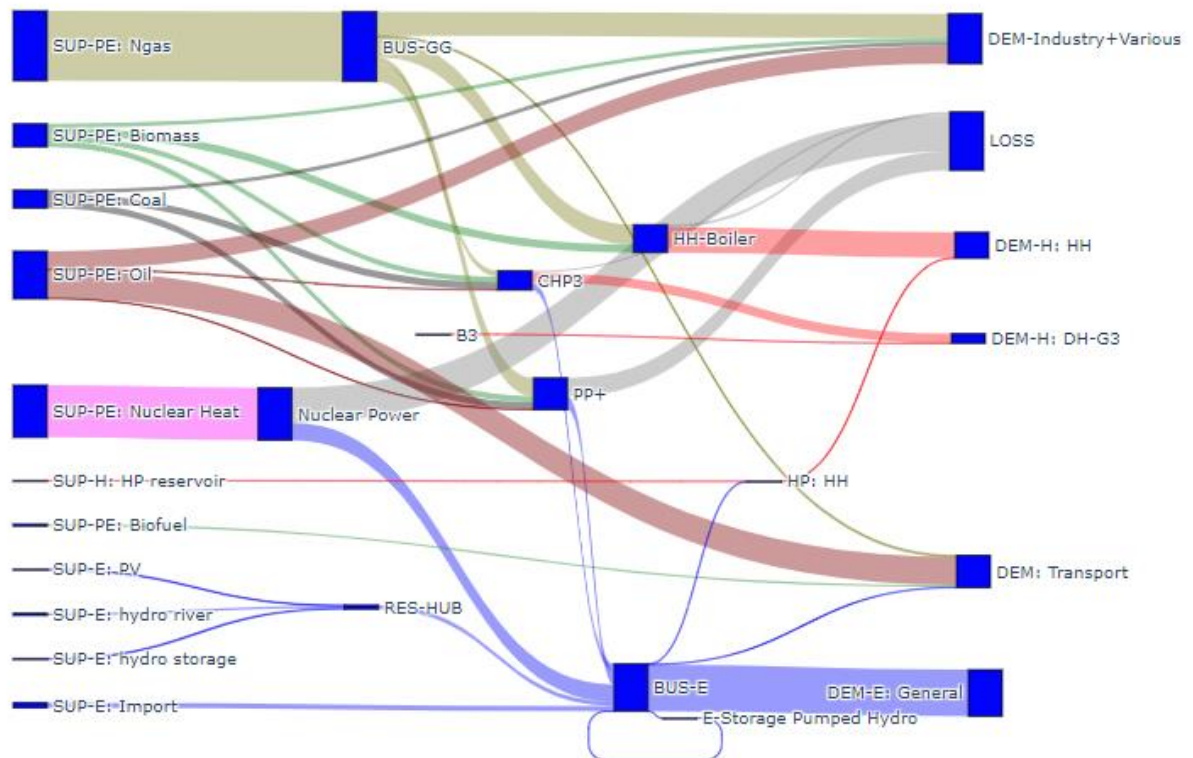 SUP-PE: Ngas
BUS-GG
DEM-Industry+Various
SUP-PE: Biomass
LOSS
SUP-PE: Coal
HH-Boiler
DEM-H: HH
SUP-PE: Oil
CHP3
B3
DEM-H: DH-G3
PP+
SUP-PE: Nuclear Heat
Nuclear Power
SUP-H: HP reservoir
HP: HH
SUP-PE: Biofuel
SUP-E: PV
DEM: Transport
RES-HUB
SUP-E: hydro river
SUP-E: hydro storage
BUS-E
DEM-E: General
SUP-E: Import
E-Storage Pumped Hydro